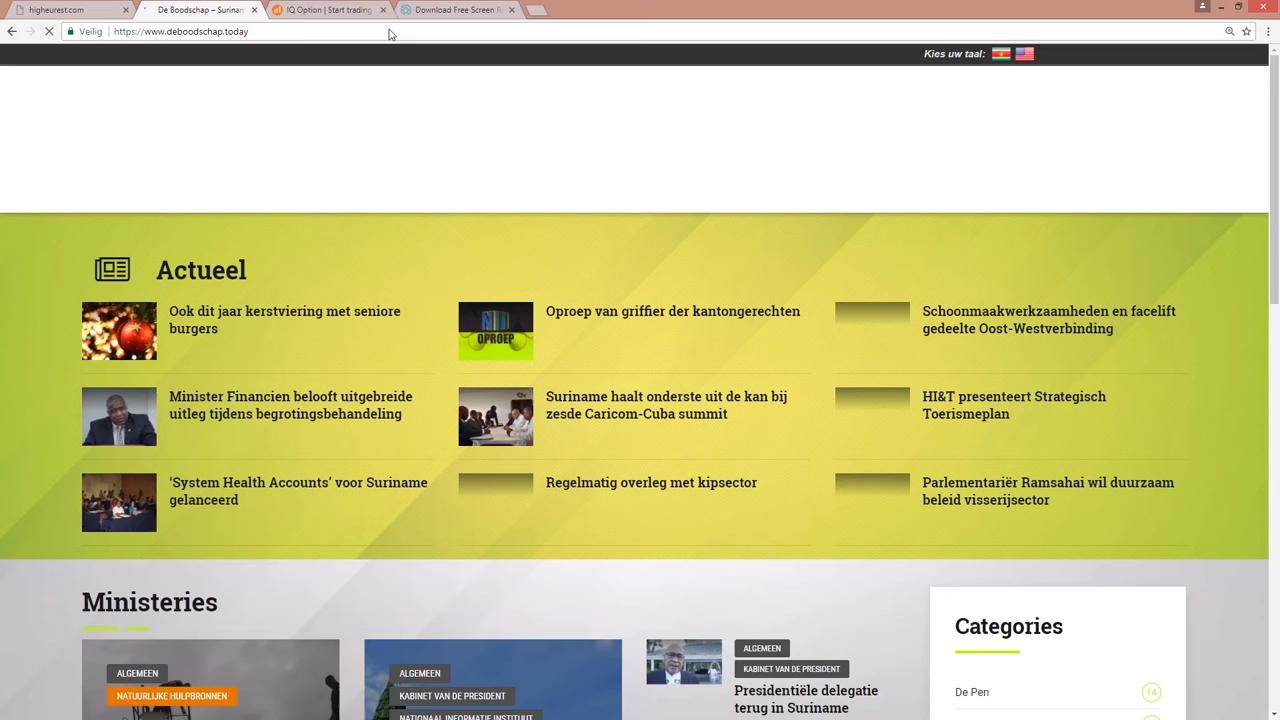 higheurest.com
De Boodschap – Surinam
IQ Option | Start trading
Download Free Screen R
Veilig
https://www.deboodschap.today
Kies uw taal:
Actueel
Ook dit jaar kerstviering met seniore
burgers
Oproep van griffier der kantongerechten
OPROEP
Schoonmaakwerkzaamheden en facelift
gedeelte Oost-Westverbinding
Minister Financien belooft uitgebreide
uitleg tijdens begrotingsbehandeling
Suriname haalt onderste uit de kan bij
zesde Caricom-Cuba summit
HI&T presenteert Strategisch
Toerismeplan
‘System Health Accounts’ voor Suriname
gelanceerd
Regelmatig overleg met kipsector
Parlementariër Ramsahai wil duurzaam
beleid visserijsector
Ministeries
ALGEMEEN
NATUURLIJKE HULPBRONNEN
ALGEMEEN
KABINET VAN DE PRESIDENT
NATIONAAL INFORMATIE INSTITUUT
ALGEMEEN
KABINET VAN DE PRESIDENT
Presidentiële delegatie
terug in Suriname
Categories
De Pen
14